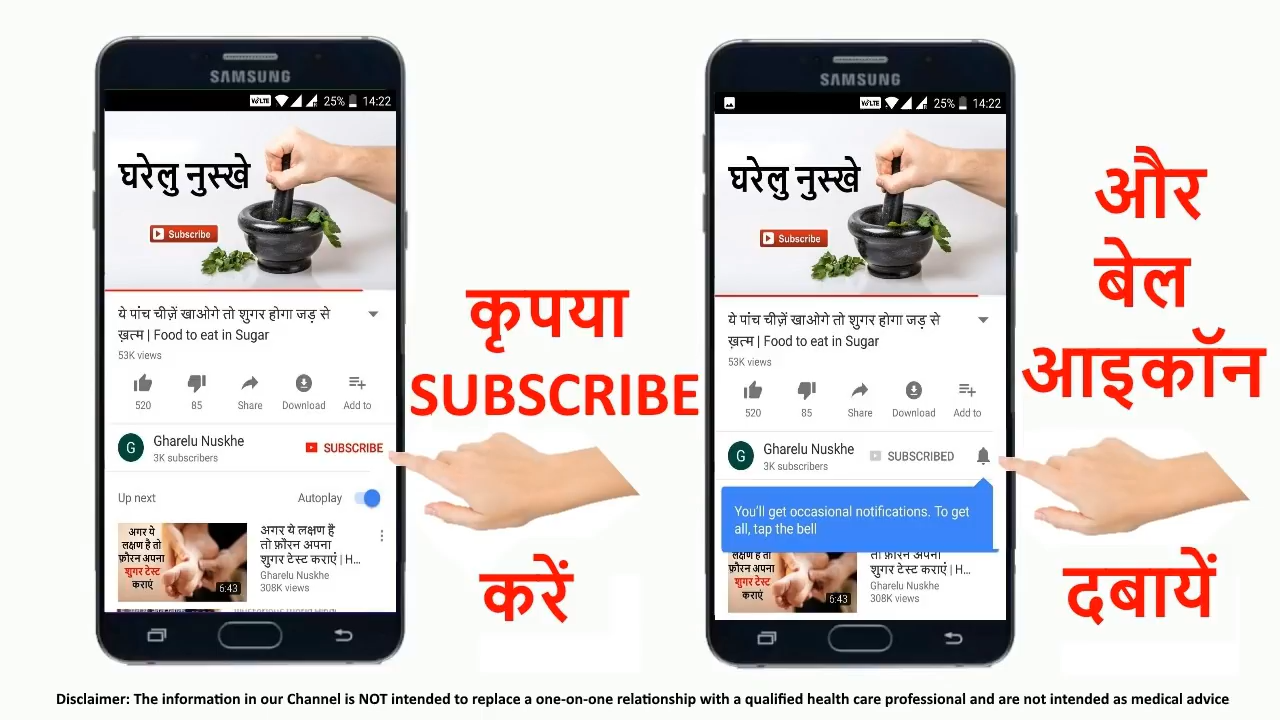 SAMSUNG
VoLTE 25% 14:22
घरेलु नुस्खे
Subscribe
ये पांच चीज़ें खाओगे तो शुगर होगा जड़ से
ख़त्म | Food to eat in Sugar
53K views
520 85 Share Download Add to
G Gharelu Nuskhe
3K subscribers
SUBSCRIBE
Up next Autoplay
अगर ये
लक्षण है तो
फ़ौरन अपना
शुगर टेस्ट
कराएं
6:43
अगर ये लक्षण है
तो फ़ौरन अपना
शुगर टेस्ट कराएं | H...
Gharelu Nuskhe
308K views
कृपया
SUBSCRIBE
करें
SAMSUNG
VoLTE 25% 14:22
घरेलु नुस्खे
Subscribe
ये पांच चीज़ें खाओगे तो शुगर होगा जड़ से
ख़त्म | Food to eat in Sugar
53K views
520 85 Share Download Add to
G Gharelu Nuskhe
3K subscribers
SUBSCRIBED
You'll get occasional notifications. To get
all, tap the bell
लक्षण है तो
फ़ौरन अपना
शुगर टेस्ट
कराएं
6:43
तो फ़ौरन अपना
शुगर टेस्ट कराएं | H...
Gharelu Nuskhe
308K views
और
बेल
आइकॉन
दबायें
Disclaimer: The information in our Channel is NOT intended to replace a one-on-one relationship with a qualified health care professional and are not intended as medical advice